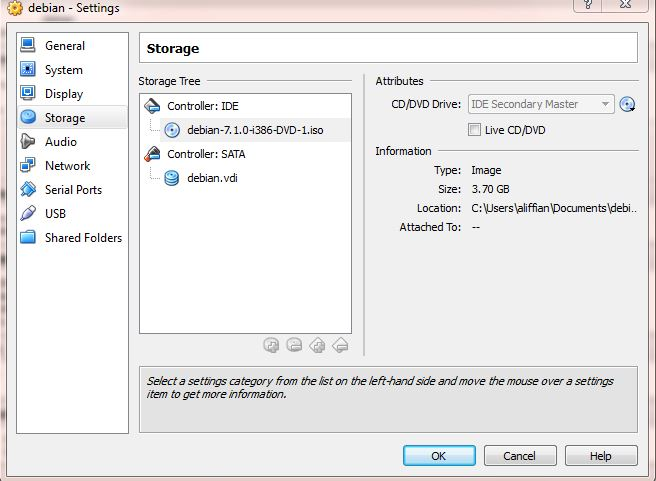 debian - Settings
General
System
Display
Storage
Audio
Network
Serial Ports
USB
Shared Folders
Storage
Storage Tree
Controller: IDE
debian-7.1.0-i386-DVD-1.iso
Controller: SATA
debian.vdi
Attributes
CD/DVD Drive: IDE Secondary Master
Live CD/DVD
Information
Type: Image
Size: 3.70 GB
Location: C:\Users\aliffian\Documents\debi..
Attached To: --
Select a settings category from the list on the left-hand side and move the mouse over a settings
item to get more information.
OK Cancel Help